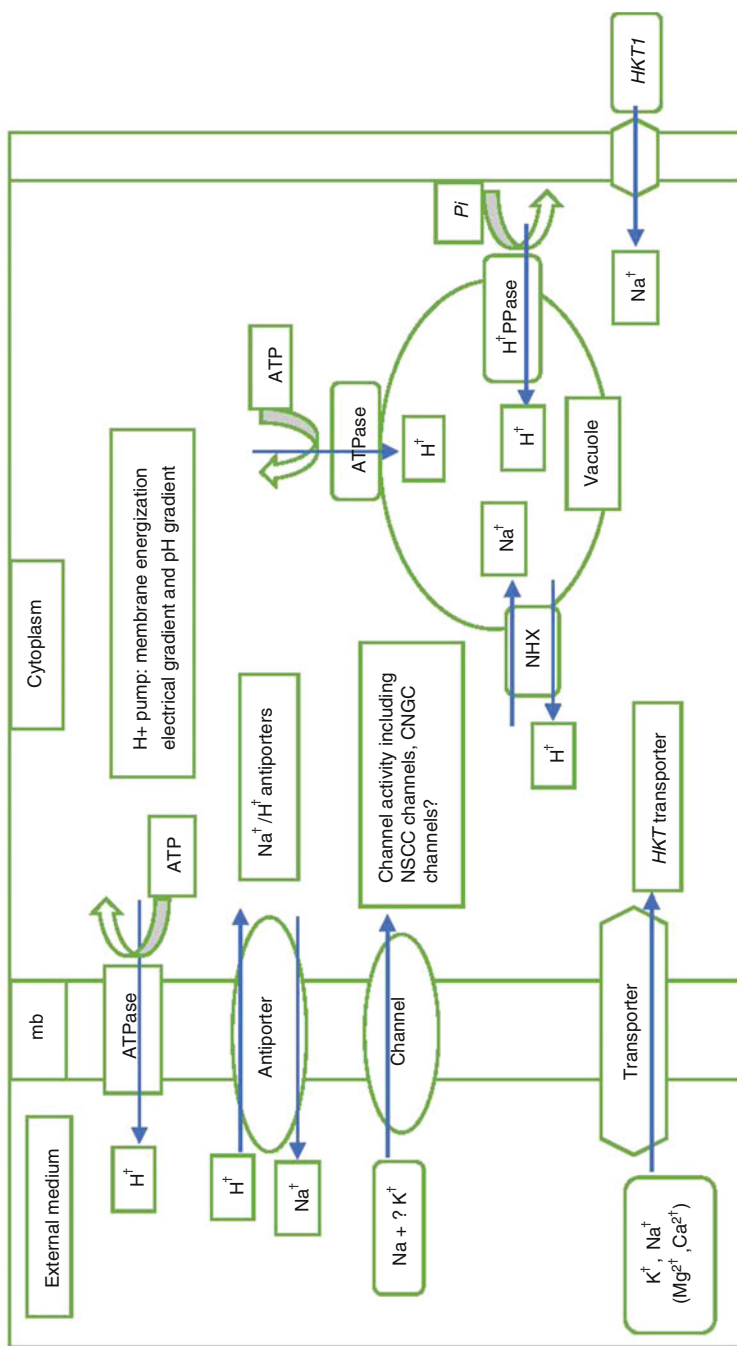 External medium
mb
Cytoplasm
H†
ATPase
ATP
H+ pump: membrane energization
electrical gradient and pH gradient
H†
Na†
Antiporter
Na† /H† antiporters
Na + ? K†
Channel
Channel activity including
NSCC channels, CNGC
channels?
K† , Na†
(Mg²† ,Ca²†)
Transporter
HKT transporter
ATP
ATPase
H†
Pi
H†PPase
H†
Na†
NHX
H†
Vacuole
Na†
HKT1